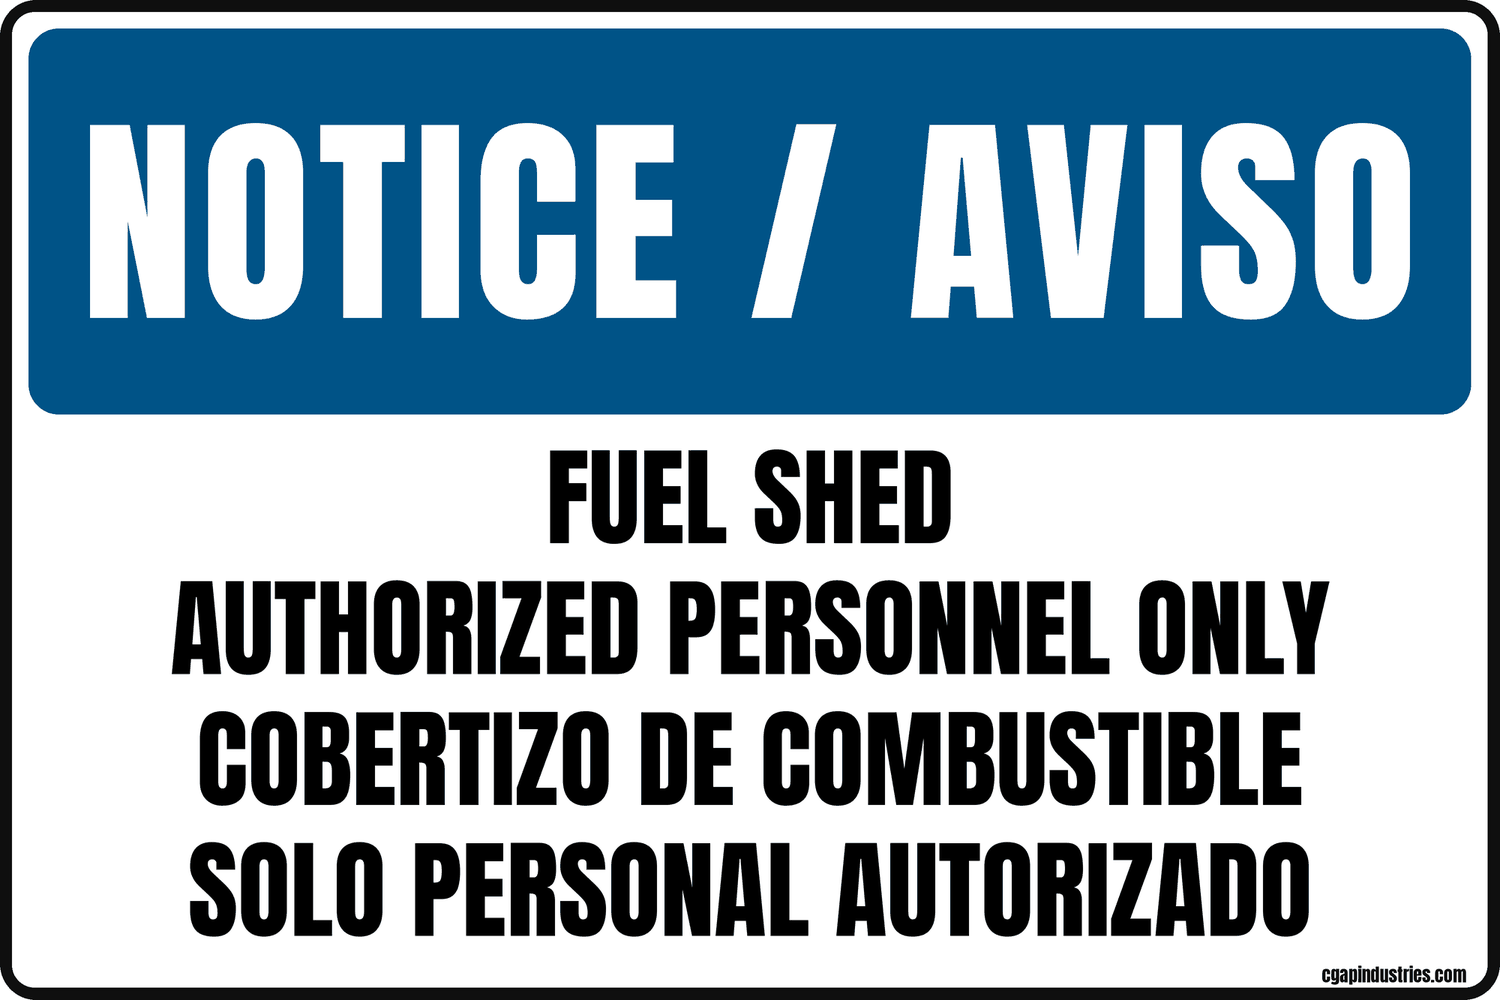 NOTICE / AVISO
FUEL SHED
AUTHORIZED PERSONNEL ONLY
COBERTIZO DE COMBUSTIBLE
SOLO PERSONAL AUTORIZADO
cgapindustries.com